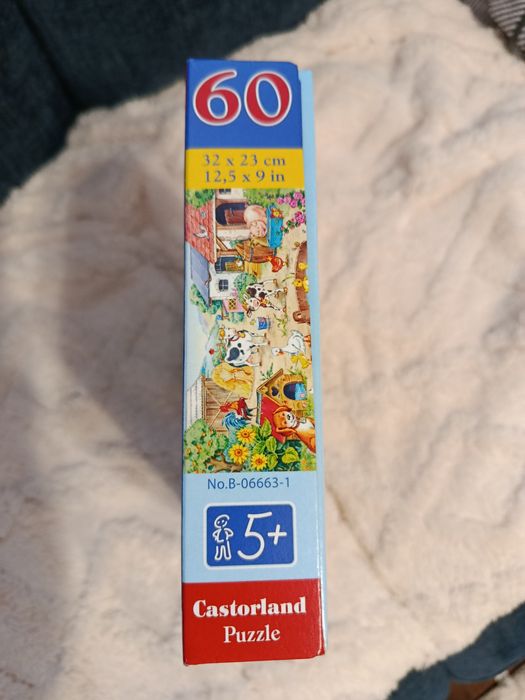 60
32 x 23 cm
12,5 x 9 in
No.B-06663-1
5+
Castorland
Puzzle